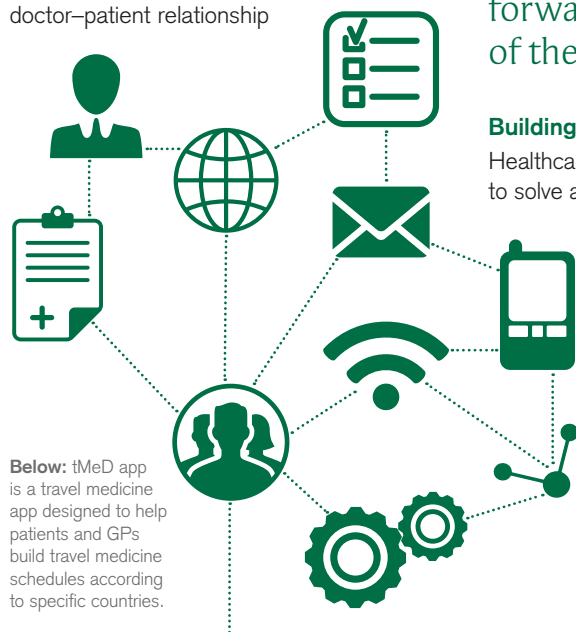 doctor–patient relationship
of the
Building
Healthca
to solve a
Below: tMeD app
is a travel medicine
app designed to help
patients and GPs
build travel medicine
schedules according
to specific countries.